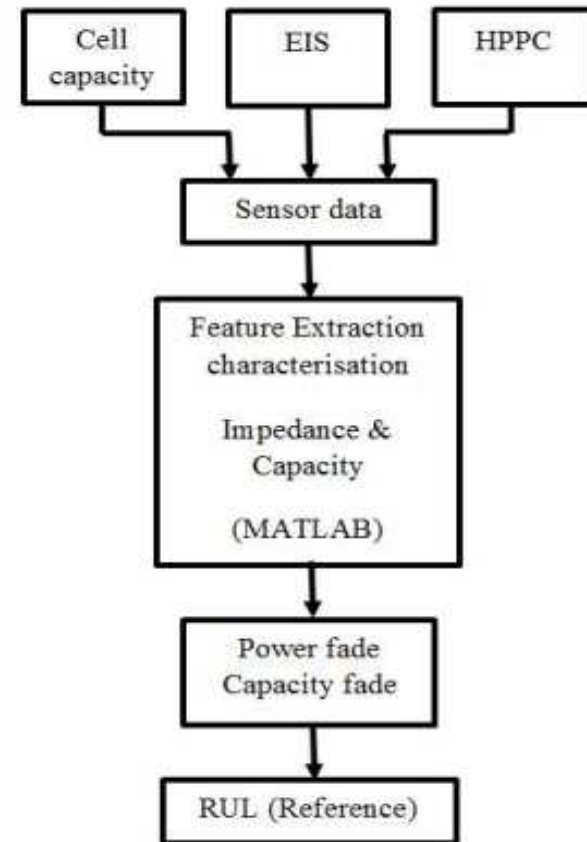 Cell
capacity
EIS
HPPC
Sensor data
Feature Extraction
characterisation
Impedance &
Capacity
(MATLAB)
Power fade
Capacity fade
RUL (Reference)